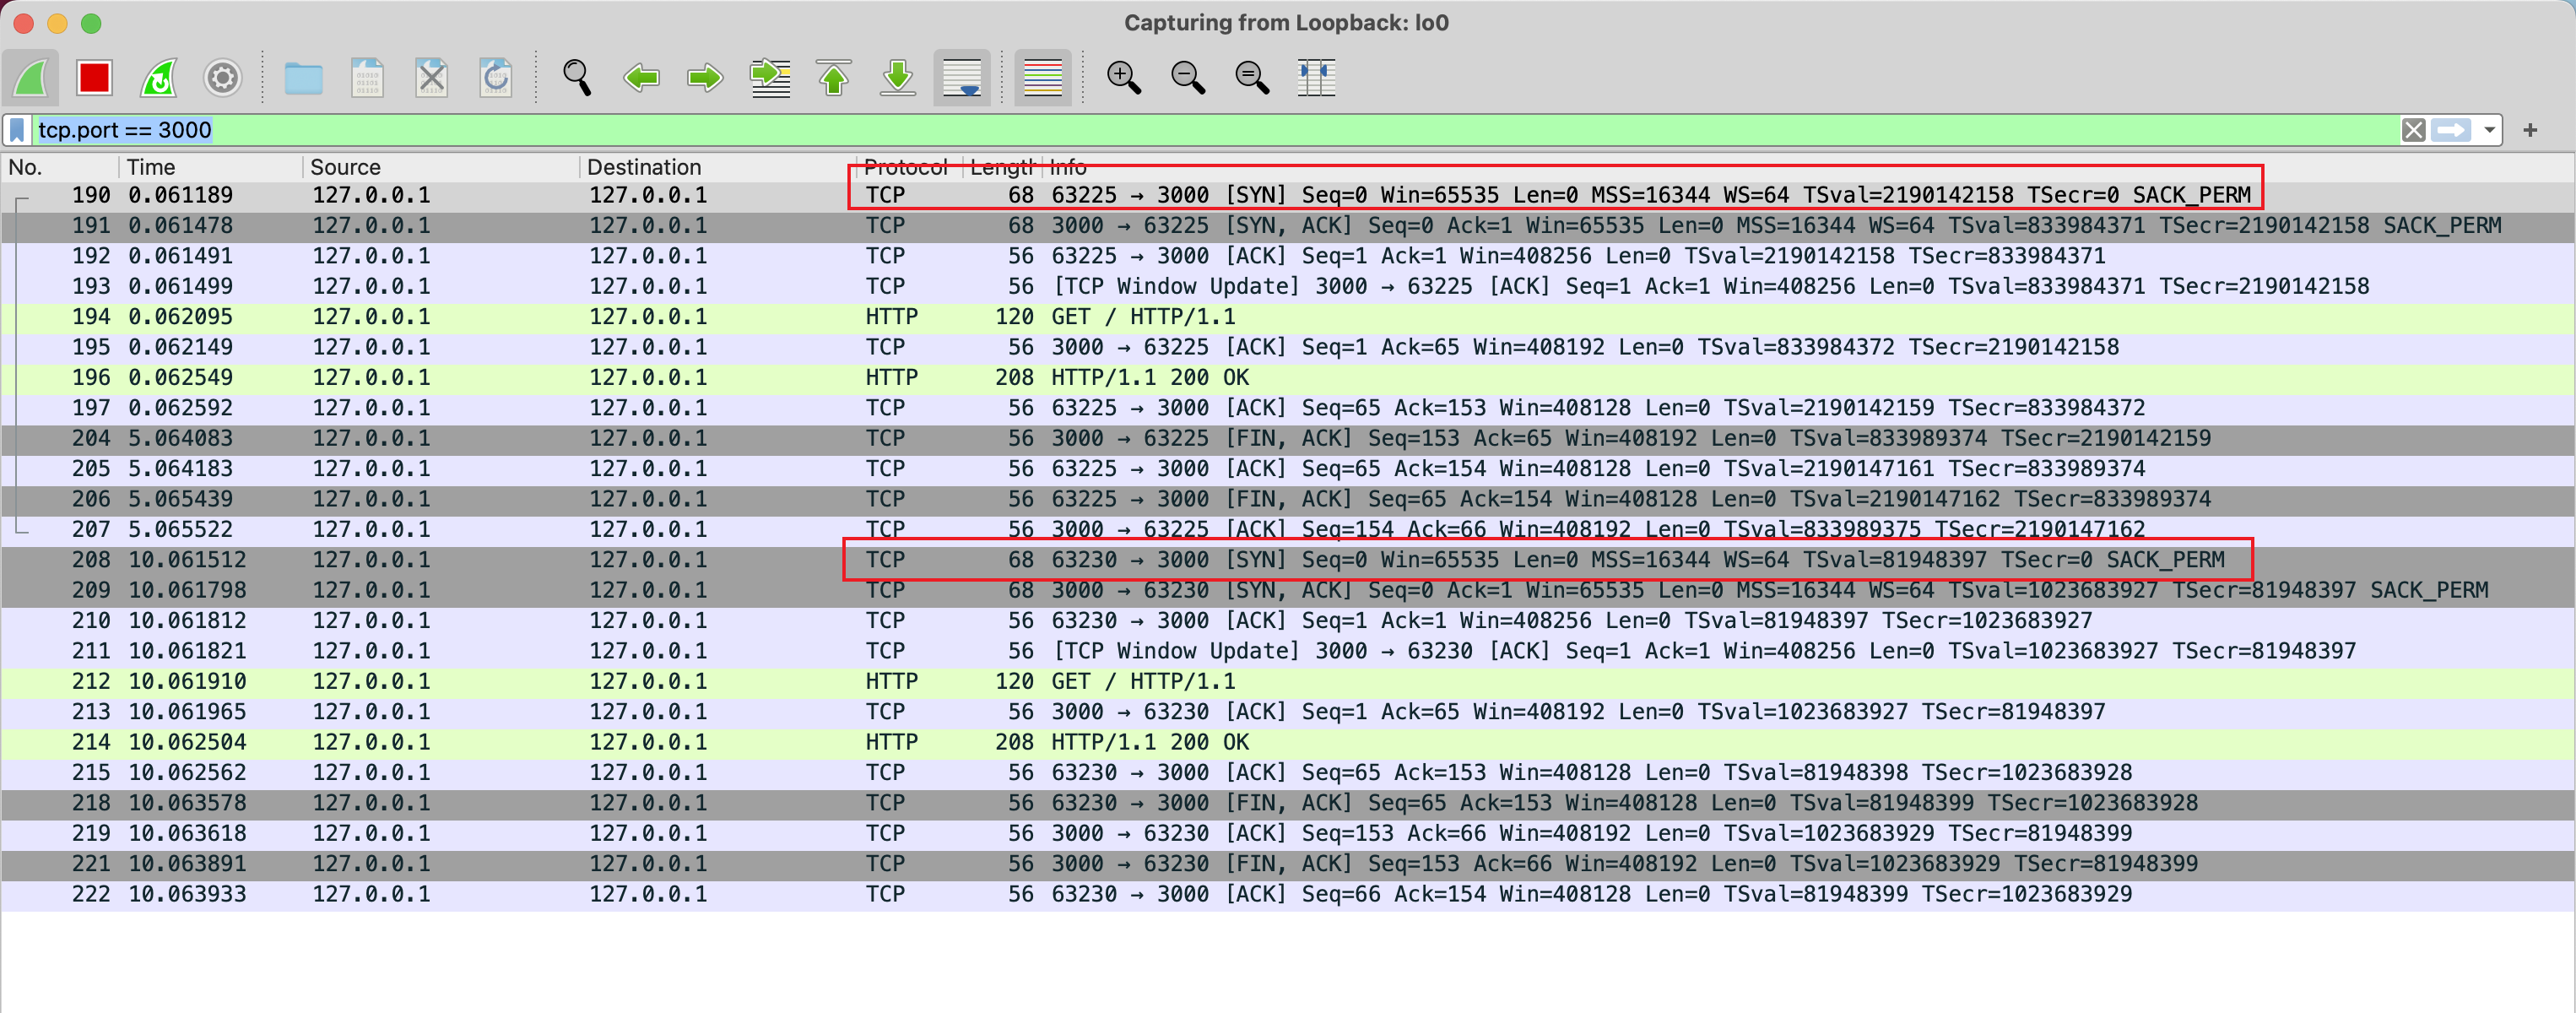 Capturing from Loopback: lo0
tcp.port == 3000
No. Time Source Destination Protocol Length Info
190 0.061189 127.0.0.1 127.0.0.1 TCP 68 63225 → 3000 [SYN] Seq=0 Win=65535 Len=0 MSS=16344 WS=64 TSval=2190142158 TSecr=0 SACK_PERM
191 0.061478 127.0.0.1 127.0.0.1 TCP 68 3000 → 63225 [SYN, ACK] Seq=0 Ack=1 Win=65535 Len=0 MSS=16344 WS=64 TSval=833984371 TSecr=2190142158 SACK_PERM
192 0.061491 127.0.0.1 127.0.0.1 TCP 56 63225 → 3000 [ACK] Seq=1 Ack=1 Win=408256 Len=0 TSval=2190142158 TSecr=833984371
193 0.061499 127.0.0.1 127.0.0.1 TCP 56 [TCP Window Update] 3000 → 63225 [ACK] Seq=1 Ack=1 Win=408256 Len=0 TSval=833984371 TSecr=2190142158
194 0.062095 127.0.0.1 127.0.0.1 HTTP 120 GET / HTTP/1.1
195 0.062149 127.0.0.1 127.0.0.1 TCP 56 3000 → 63225 [ACK] Seq=1 Ack=65 Win=408192 Len=0 TSval=833984372 TSecr=2190142158
196 0.062549 127.0.0.1 127.0.0.1 HTTP 208 HTTP/1.1 200 OK
197 0.062592 127.0.0.1 127.0.0.1 TCP 56 63225 → 3000 [ACK] Seq=65 Ack=153 Win=408128 Len=0 TSval=2190142159 TSecr=833984372
204 5.064083 127.0.0.1 127.0.0.1 TCP 56 3000 → 63225 [FIN, ACK] Seq=153 Ack=65 Win=408192 Len=0 TSval=833989374 TSecr=2190142159
205 5.064183 127.0.0.1 127.0.0.1 TCP 56 63225 → 3000 [ACK] Seq=65 Ack=154 Win=408128 Len=0 TSval=2190147161 TSecr=833989374
206 5.065439 127.0.0.1 127.0.0.1 TCP 56 63225 → 3000 [FIN, ACK] Seq=65 Ack=154 Win=408128 Len=0 TSval=2190147162 TSecr=833989374
207 5.065522 127.0.0.1 127.0.0.1 TCP 56 3000 → 63225 [ACK] Seq=154 Ack=66 Win=408192 Len=0 TSval=833989375 TSecr=2190147162
208 10.061512 127.0.0.1 127.0.0.1 TCP 68 63230 → 3000 [SYN] Seq=0 Win=65535 Len=0 MSS=16344 WS=64 TSval=81948397 TSecr=0 SACK_PERM
209 10.061798 127.0.0.1 127.0.0.1 TCP 68 3000 → 63230 [SYN, ACK] Seq=0 Ack=1 Win=65535 Len=0 MSS=16344 WS=64 TSval=1023683927 TSecr=81948397 SACK_PERM
210 10.061812 127.0.0.1 127.0.0.1 TCP 56 63230 → 3000 [ACK] Seq=1 Ack=1 Win=408256 Len=0 TSval=81948397 TSecr=1023683927
211 10.061821 127.0.0.1 127.0.0.1 TCP 56 [TCP Window Update] 3000 → 63230 [ACK] Seq=1 Ack=1 Win=408256 Len=0 TSval=1023683927 TSecr=81948397
212 10.061910 127.0.0.1 127.0.0.1 HTTP 120 GET / HTTP/1.1
213 10.061965 127.0.0.1 127.0.0.1 TCP 56 3000 → 63230 [ACK] Seq=1 Ack=65 Win=408192 Len=0 TSval=1023683927 TSecr=81948397
214 10.062504 127.0.0.1 127.0.0.1 HTTP 208 HTTP/1.1 200 OK
215 10.062562 127.0.0.1 127.0.0.1 TCP 56 63230 → 3000 [ACK] Seq=65 Ack=153 Win=408128 Len=0 TSval=81948398 TSecr=1023683928
218 10.063578 127.0.0.1 127.0.0.1 TCP 56 63230 → 3000 [FIN, ACK] Seq=65 Ack=153 Win=408128 Len=0 TSval=81948399 TSecr=1023683928
219 10.063618 127.0.0.1 127.0.0.1 TCP 56 3000 → 63230 [ACK] Seq=153 Ack=66 Win=408192 Len=0 TSval=1023683929 TSecr=81948399
221 10.063891 127.0.0.1 127.0.0.1 TCP 56 3000 → 63230 [FIN, ACK] Seq=153 Ack=66 Win=408192 Len=0 TSval=1023683929 TSecr=81948399
222 10.063933 127.0.0.1 127.0.0.1 TCP 56 63230 → 3000 [ACK] Seq=66 Ack=154 Win=408128 Len=0 TSval=81948399 TSecr=1023683929